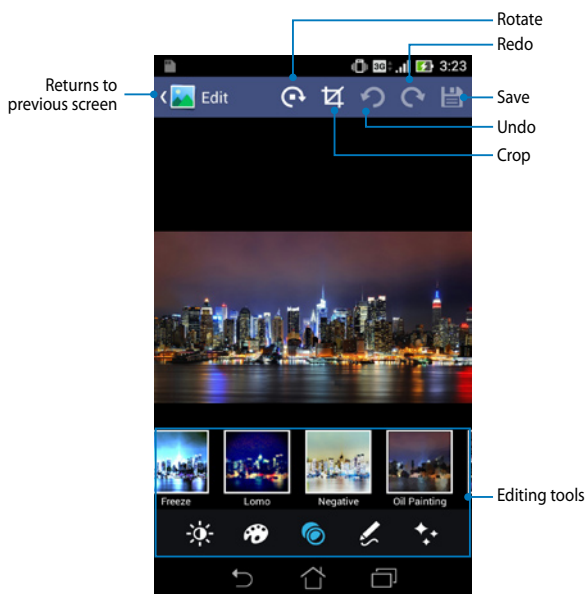 Rotate
Redo
3G 3:23
Returns to
previous screen
Edit
Save
Undo
Crop
Freeze Lomo Negative Oil Painting
Editing tools